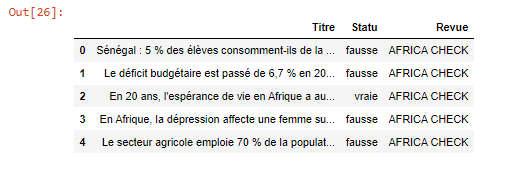 Out[26]:
Titre Statu Revue
0 Sénégal : 5 % des élèves consomment-ils de la ... fausse AFRICA CHECK
1 Le déficit budgétaire est passé de 6,7 % en 20... fausse AFRICA CHECK
2 En 20 ans, l'espérance de vie en Afrique a au... vraie AFRICA CHECK
3 En Afrique, la dépression affecte une femme su... fausse AFRICA CHECK
4 Le secteur agricole emploie 70 % de la populat... fausse AFRICA CHECK